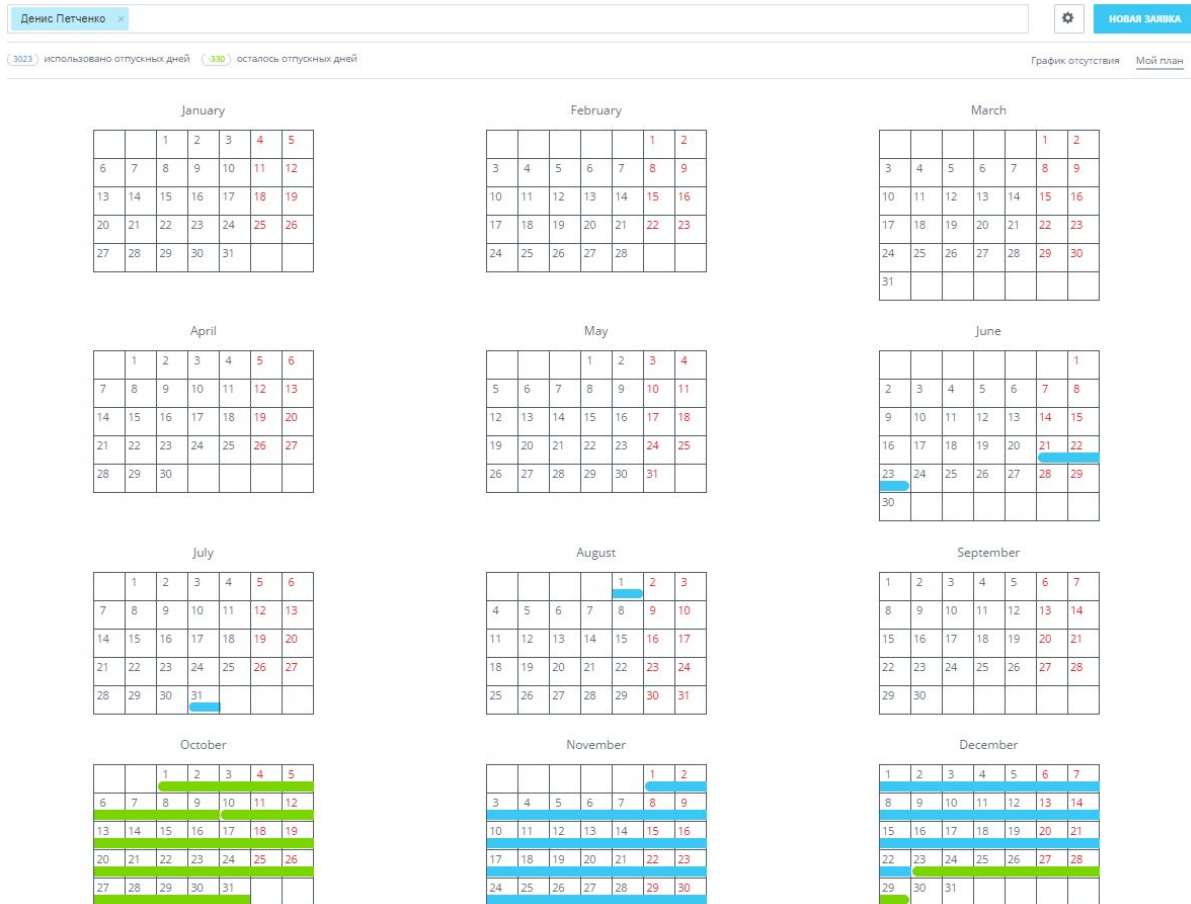 Денис Петченко ×
НОВАЯ ЗАЯВКА
3023 использовано отпускных дней -330 осталось отпускных дней
График отсутствия Мой план
January
1 2 3 4 5
6 7 8 9 10 11 12
13 14 15 16 17 18 19
20 21 22 23 24 25 26
27 28 29 30 31
February
1 2
3 4 5 6 7 8 9
10 11 12 13 14 15 16
17 18 19 20 21 22 23
24 25 26 27 28
March
1 2
3 4 5 6 7 8 9
10 11 12 13 14 15 16
17 18 19 20 21 22 23
24 25 26 27 28 29 30
31
April
1 2 3 4 5 6
7 8 9 10 11 12 13
14 15 16 17 18 19 20
21 22 23 24 25 26 27
28 29 30
May
1 2 3 4
5 6 7 8 9 10 11
12 13 14 15 16 17 18
19 20 21 22 23 24 25
26 27 28 29 30 31
June
1
2 3 4 5 6 7 8
9 10 11 12 13 14 15
16 17 18 19 20 21 22
23 24 25 26 27 28 29
30
July
1 2 3 4 5 6
7 8 9 10 11 12 13
14 15 16 17 18 19 20
21 22 23 24 25 26 27
28 29 30 31
August
1 2 3
4 5 6 7 8 9 10
11 12 13 14 15 16 17
18 19 20 21 22 23 24
25 26 27 28 29 30 31
September
1 2 3 4 5 6 7
8 9 10 11 12 13 14
15 16 17 18 19 20 21
22 23 24 25 26 27 28
29 30
October
1 2 3 4 5
6 7 8 9 10 11 12
13 14 15 16 17 18 19
20 21 22 23 24 25 26
27 28 29 30 31
November
1 2
3 4 5 6 7 8 9
10 11 12 13 14 15 16
17 18 19 20 21 22 23
24 25 26 27 28 29 30
December
1 2 3 4 5 6 7
8 9 10 11 12 13 14
15 16 17 18 19 20 21
22 23 24 25 26 27 28
29 30 31